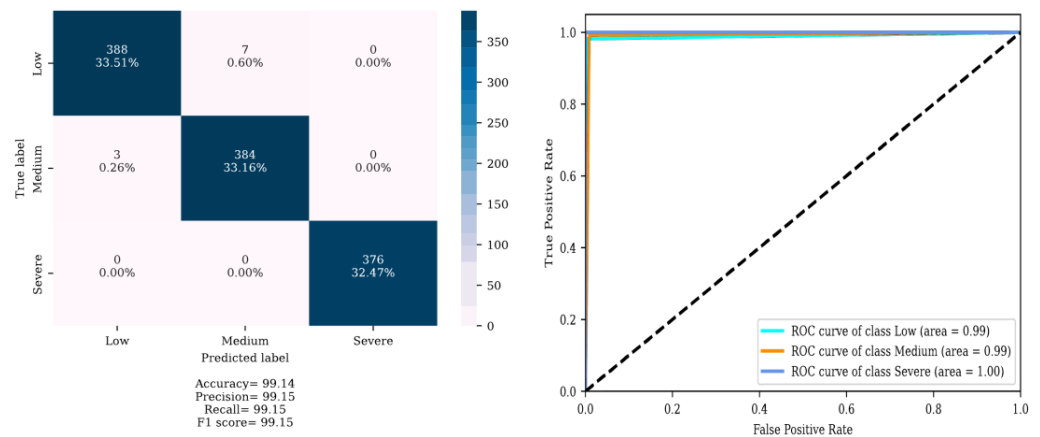 388 7 0
33.51% 0.60% 0.00%
3 384 0
0.26% 33.16% 0.00%
0 0 376
0.00% 0.00% 32.47%
Low
Medium
Severe
True label
Low Medium Severe
Predicted label
Accuracy= 99.14
Precision= 99.15
Recall= 99.15
F1 score= 99.15
350
300
250
200
150
100
50
0
True Positive Rate
1.0
0.8
0.6
0.4
0.2
0.0
ROC curve of class Low (area = 0.99)
ROC curve of class Medium (area = 0.99)
ROC curve of class Severe (area = 1.00)
0.0 0.2 0.4 0.6 0.8 1.0
False Positive Rate